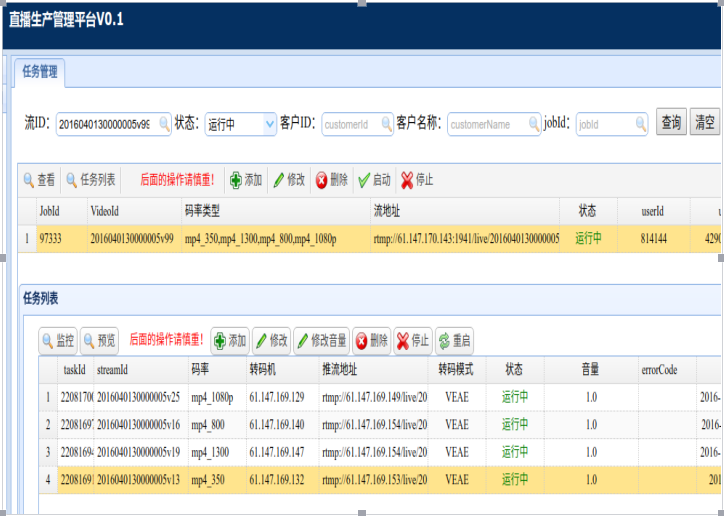 直播生产管理平台V0.1
任务管理
流ID: 2016040130000005v99 状态: 运行中 客户ID: customerId 客户名称: customerName jobId: jobId 查询 清空
查看 任务列表 后面的操作请慎重! 添加 修改 删除 启动 停止
JobId VideoId 码率类型 流地址 状态 userId
1 97333 2016040130000005v99 mp4_350,mp4_1300,mp4_800,mp4_1080p rtmp://61.147.170.143:1941/live/2016040130000005 运行中 814144 4290
任务列表
监控 预览 后面的操作请慎重! 添加 修改 修改音量 删除 停止 重启
taskId streamId 码率 转码机 推流地址 转码模式 状态 音量 errorCode
1 2208170 2016040130000005v25 mp4_1080p 61.147.169.129 rtmp://61.147.169.149/live/20 VEAE 运行中 1.0 2016-
2 2208169 2016040130000005v16 mp4_800 61.147.169.140 rtmp://61.147.169.154/live/20 VEAE 运行中 1.0 2016-
3 2208169 2016040130000005v19 mp4_1300 61.147.169.147 rtmp://61.147.169.154/live/20 VEAE 运行中 1.0 2016-
4 2208169 2016040130000005v13 mp4_350 61.147.169.132 rtmp://61.147.169.153/live/20 VEAE 运行中 1.0 201